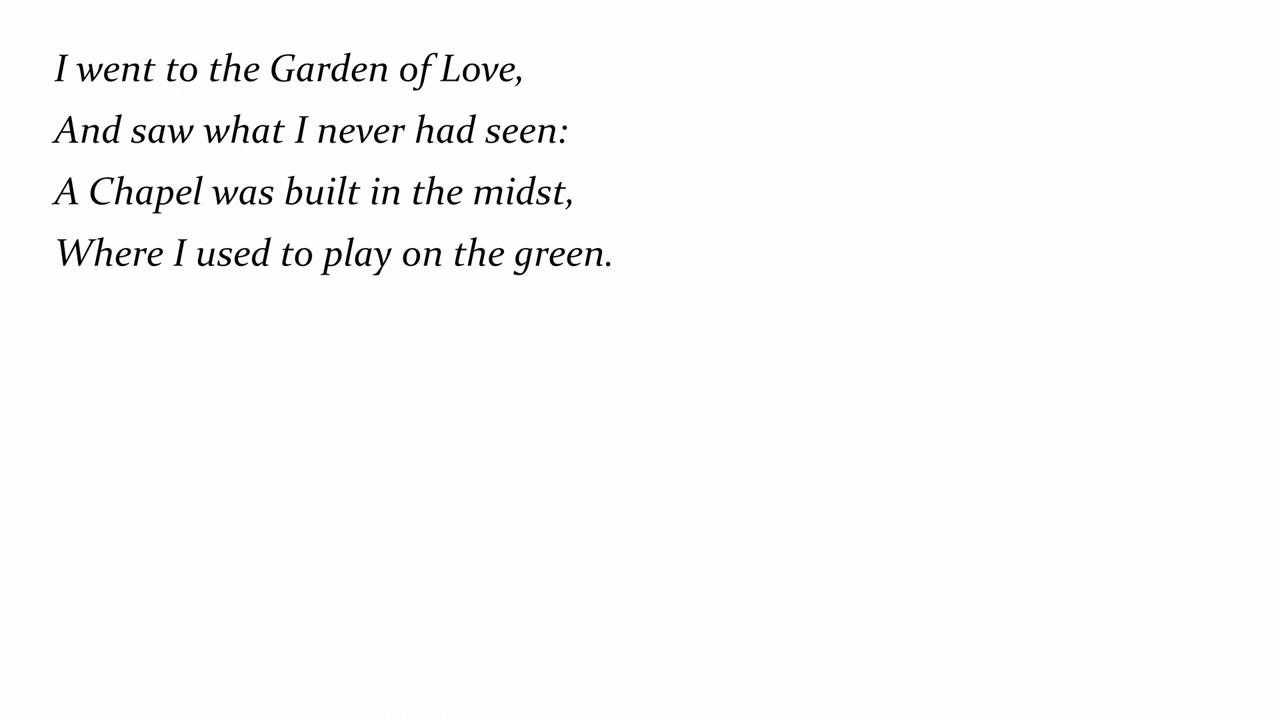 I went to the Garden of Love,
And saw what I never had seen:
A Chapel was built in the midst,
Where I used to play on the green.